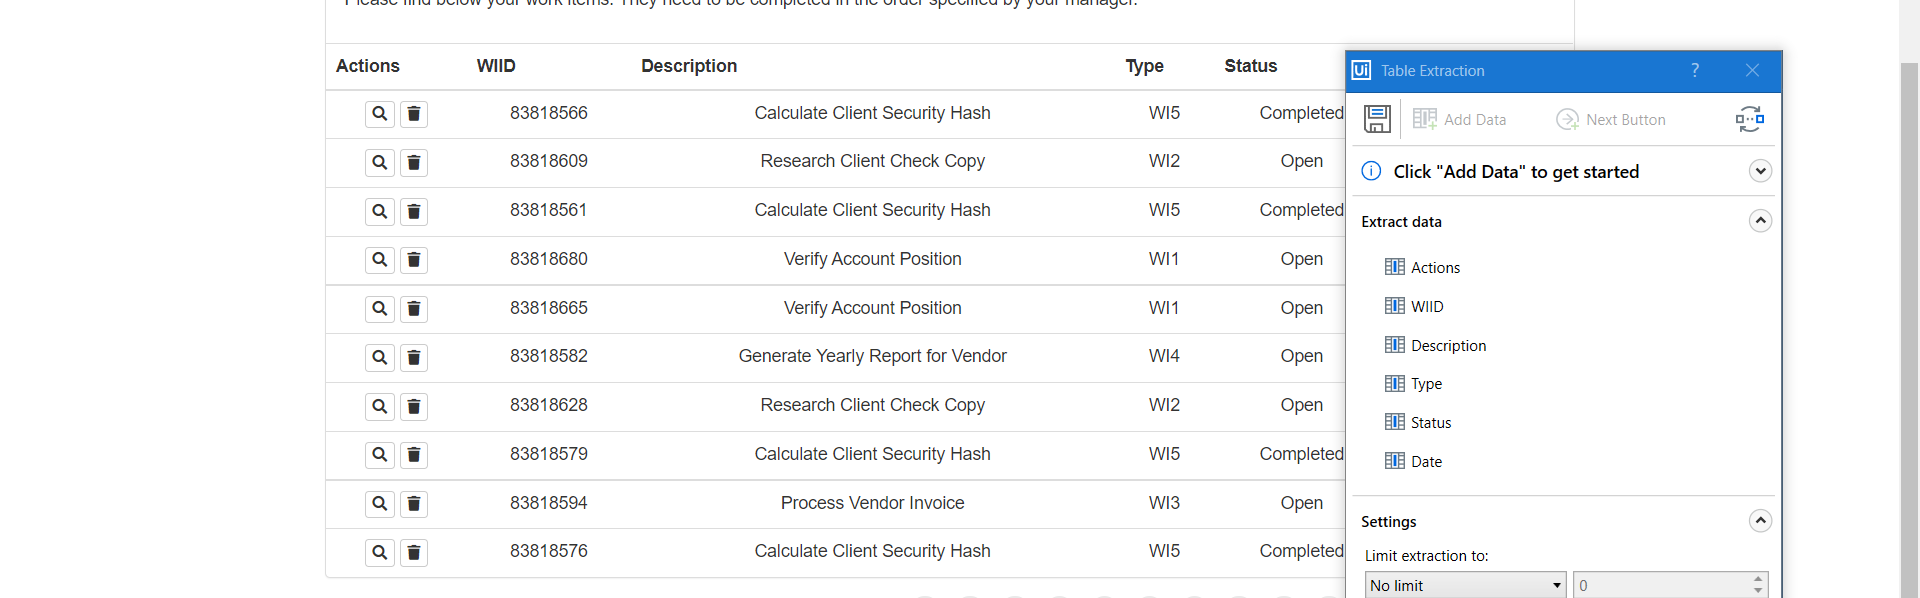 Please find below your work items. They need to be completed in the order specified by your manager.
Actions WIID Description Type Status
83818566 Calculate Client Security Hash WI5 Completed
83818609 Research Client Check Copy WI2 Open
83818561 Calculate Client Security Hash WI5 Completed
83818680 Verify Account Position WI1 Open
83818665 Verify Account Position WI1 Open
83818582 Generate Yearly Report for Vendor WI4 Open
83818628 Research Client Check Copy WI2 Open
83818579 Calculate Client Security Hash WI5 Completed
83818594 Process Vendor Invoice WI3 Open
83818576 Calculate Client Security Hash WI5 Completed
Ui Table Extraction ?
Add Data Next Button
Click "Add Data" to get started
Extract data
Actions
WIID
Description
Type
Status
Date
Settings
Limit extraction to:
No limit 0